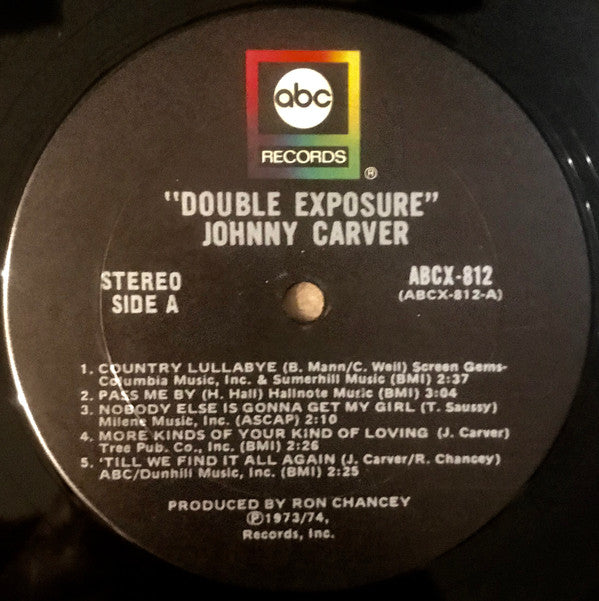 abc
RECORDS
®
"DOUBLE EXPOSURE"
JOHNNY CARVER
STEREO
SIDE A
ABCX-812
(ABCX-812-A)
1. COUNTRY LULLABYE (B. Mann/C. Weil) Screen Gems-
Columbia Music, Inc. & Sumerhill Music (BMI) 2:37
2. PASS ME BY (H. Hall) Hallnote Music (BMI) 3:04
3. NOBODY ELSE IS GONNA GET MY GIRL (T. Saussy)
Milene Music, Inc. (ASCAP) 2:10
4. MORE KINDS OF YOUR KIND OF LOVING (J. Carver)
Tree Pub. Co., Inc. (BMI) 2:26
5. 'TILL WE FIND IT ALL AGAIN (J. Carver/R. Chancey)
ABC/Dunhill Music, Inc. (BMI) 2:25
PRODUCED BY RON CHANCEY
℗1973/74,
Records, Inc.